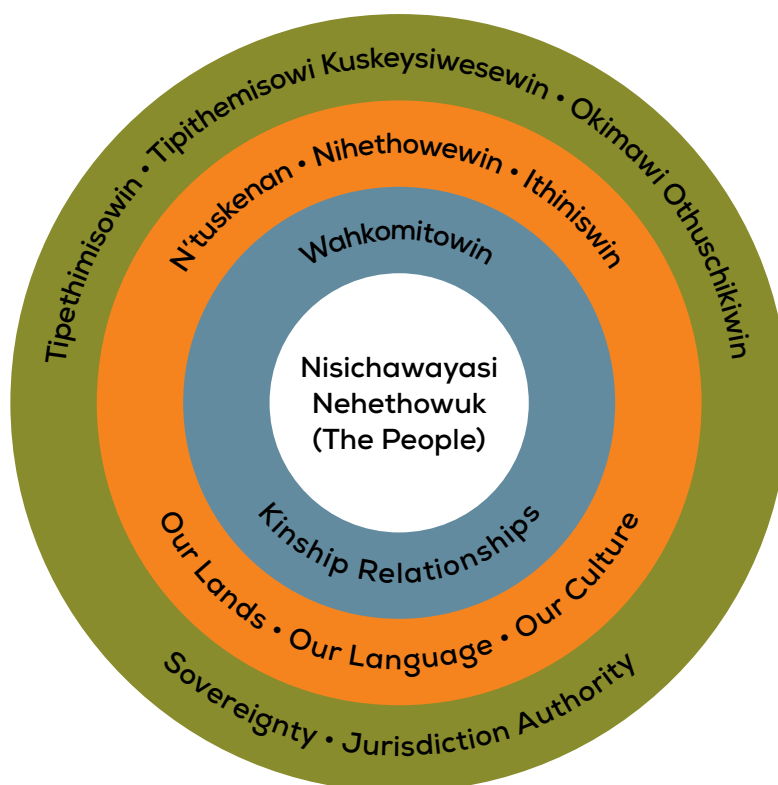 Tipethimisowin • Tipithemisowi Kuskeysiwesewin • Okimawi Othuschikiwin
N'tuskenan • Nihethowewin • Ithiniswin
Wahkomitowin
Nisichawayasi
Nehethowuk
(The People)
Kinship Relationships
Our Lands • Our Language • Our Culture
Sovereignty • Jurisdiction Authority